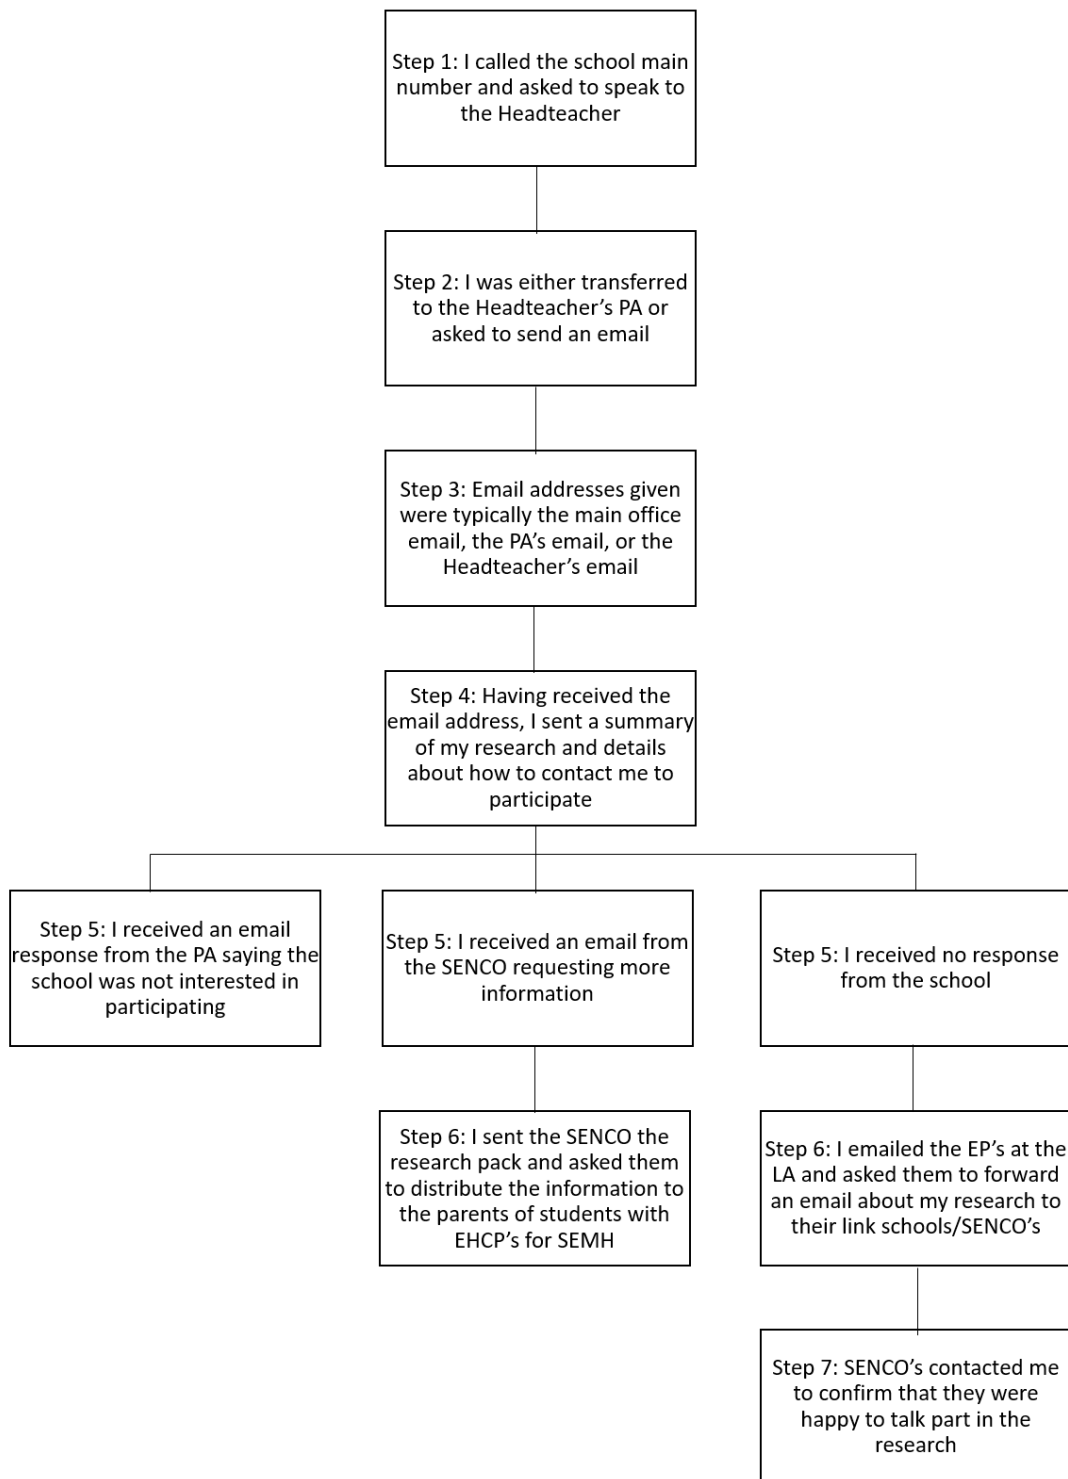 Step 1: I called the school main
number and asked to speak to
the Headteacher
Step 2: I was either transferred
to the Headteacher’s PA or
asked to send an email
Step 3: Email addresses given
were typically the main office
email, the PA’s email, or the
Headteacher’s email
Step 4: Having received the
email address, I sent a summary
of my research and details
about how to contact me to
participate
Step 5: I received an email
response from the PA saying the
school was not interested in
participating
Step 5: I received an email from
the SENCO requesting more
information
Step 5: I received no response
from the school
Step 6: I sent the SENCO the
research pack and asked them
to distribute the information to
the parents of students with
EHCP’s for SEMH
Step 6: I emailed the EP’s at the
LA and asked them to forward
an email about my research to
their link schools/SENCO’s
Step 7: SENCO’s contacted me
to confirm that they were
happy to talk part in the
research